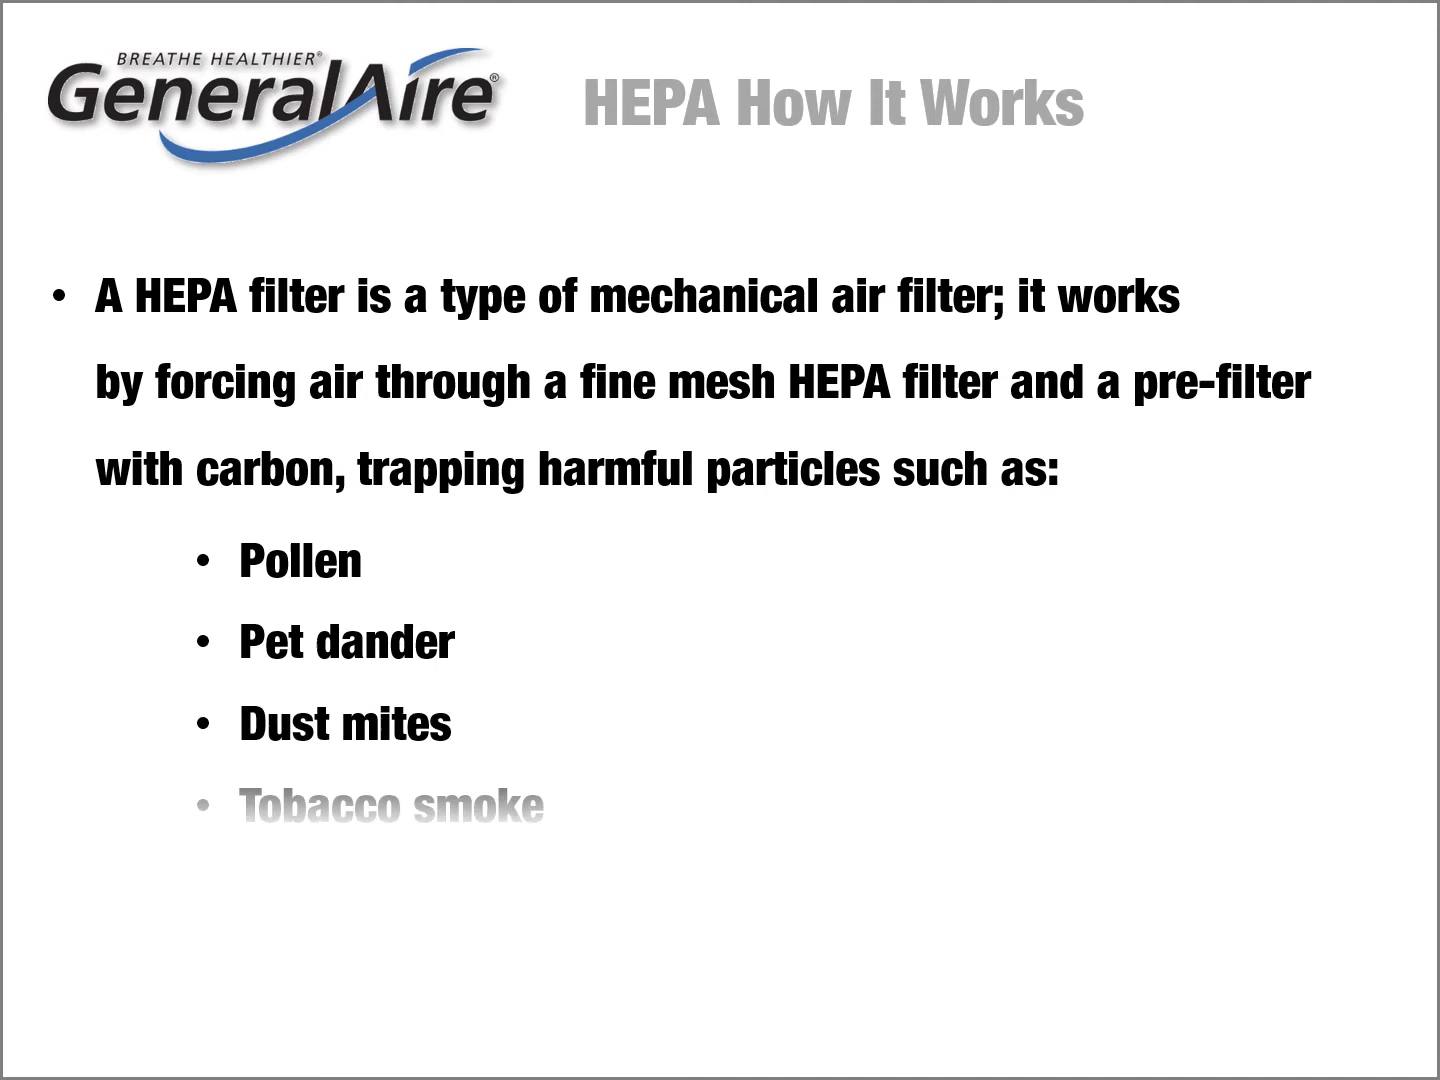 BREATHE HEALTHIER®
GeneralAire®
HEPA How It Works
• A HEPA filter is a type of mechanical air filter; it works
by forcing air through a fine mesh HEPA filter and a pre-filter
with carbon, trapping harmful particles such as:
• Pollen
• Pet dander
• Dust mites
• Tobacco smoke